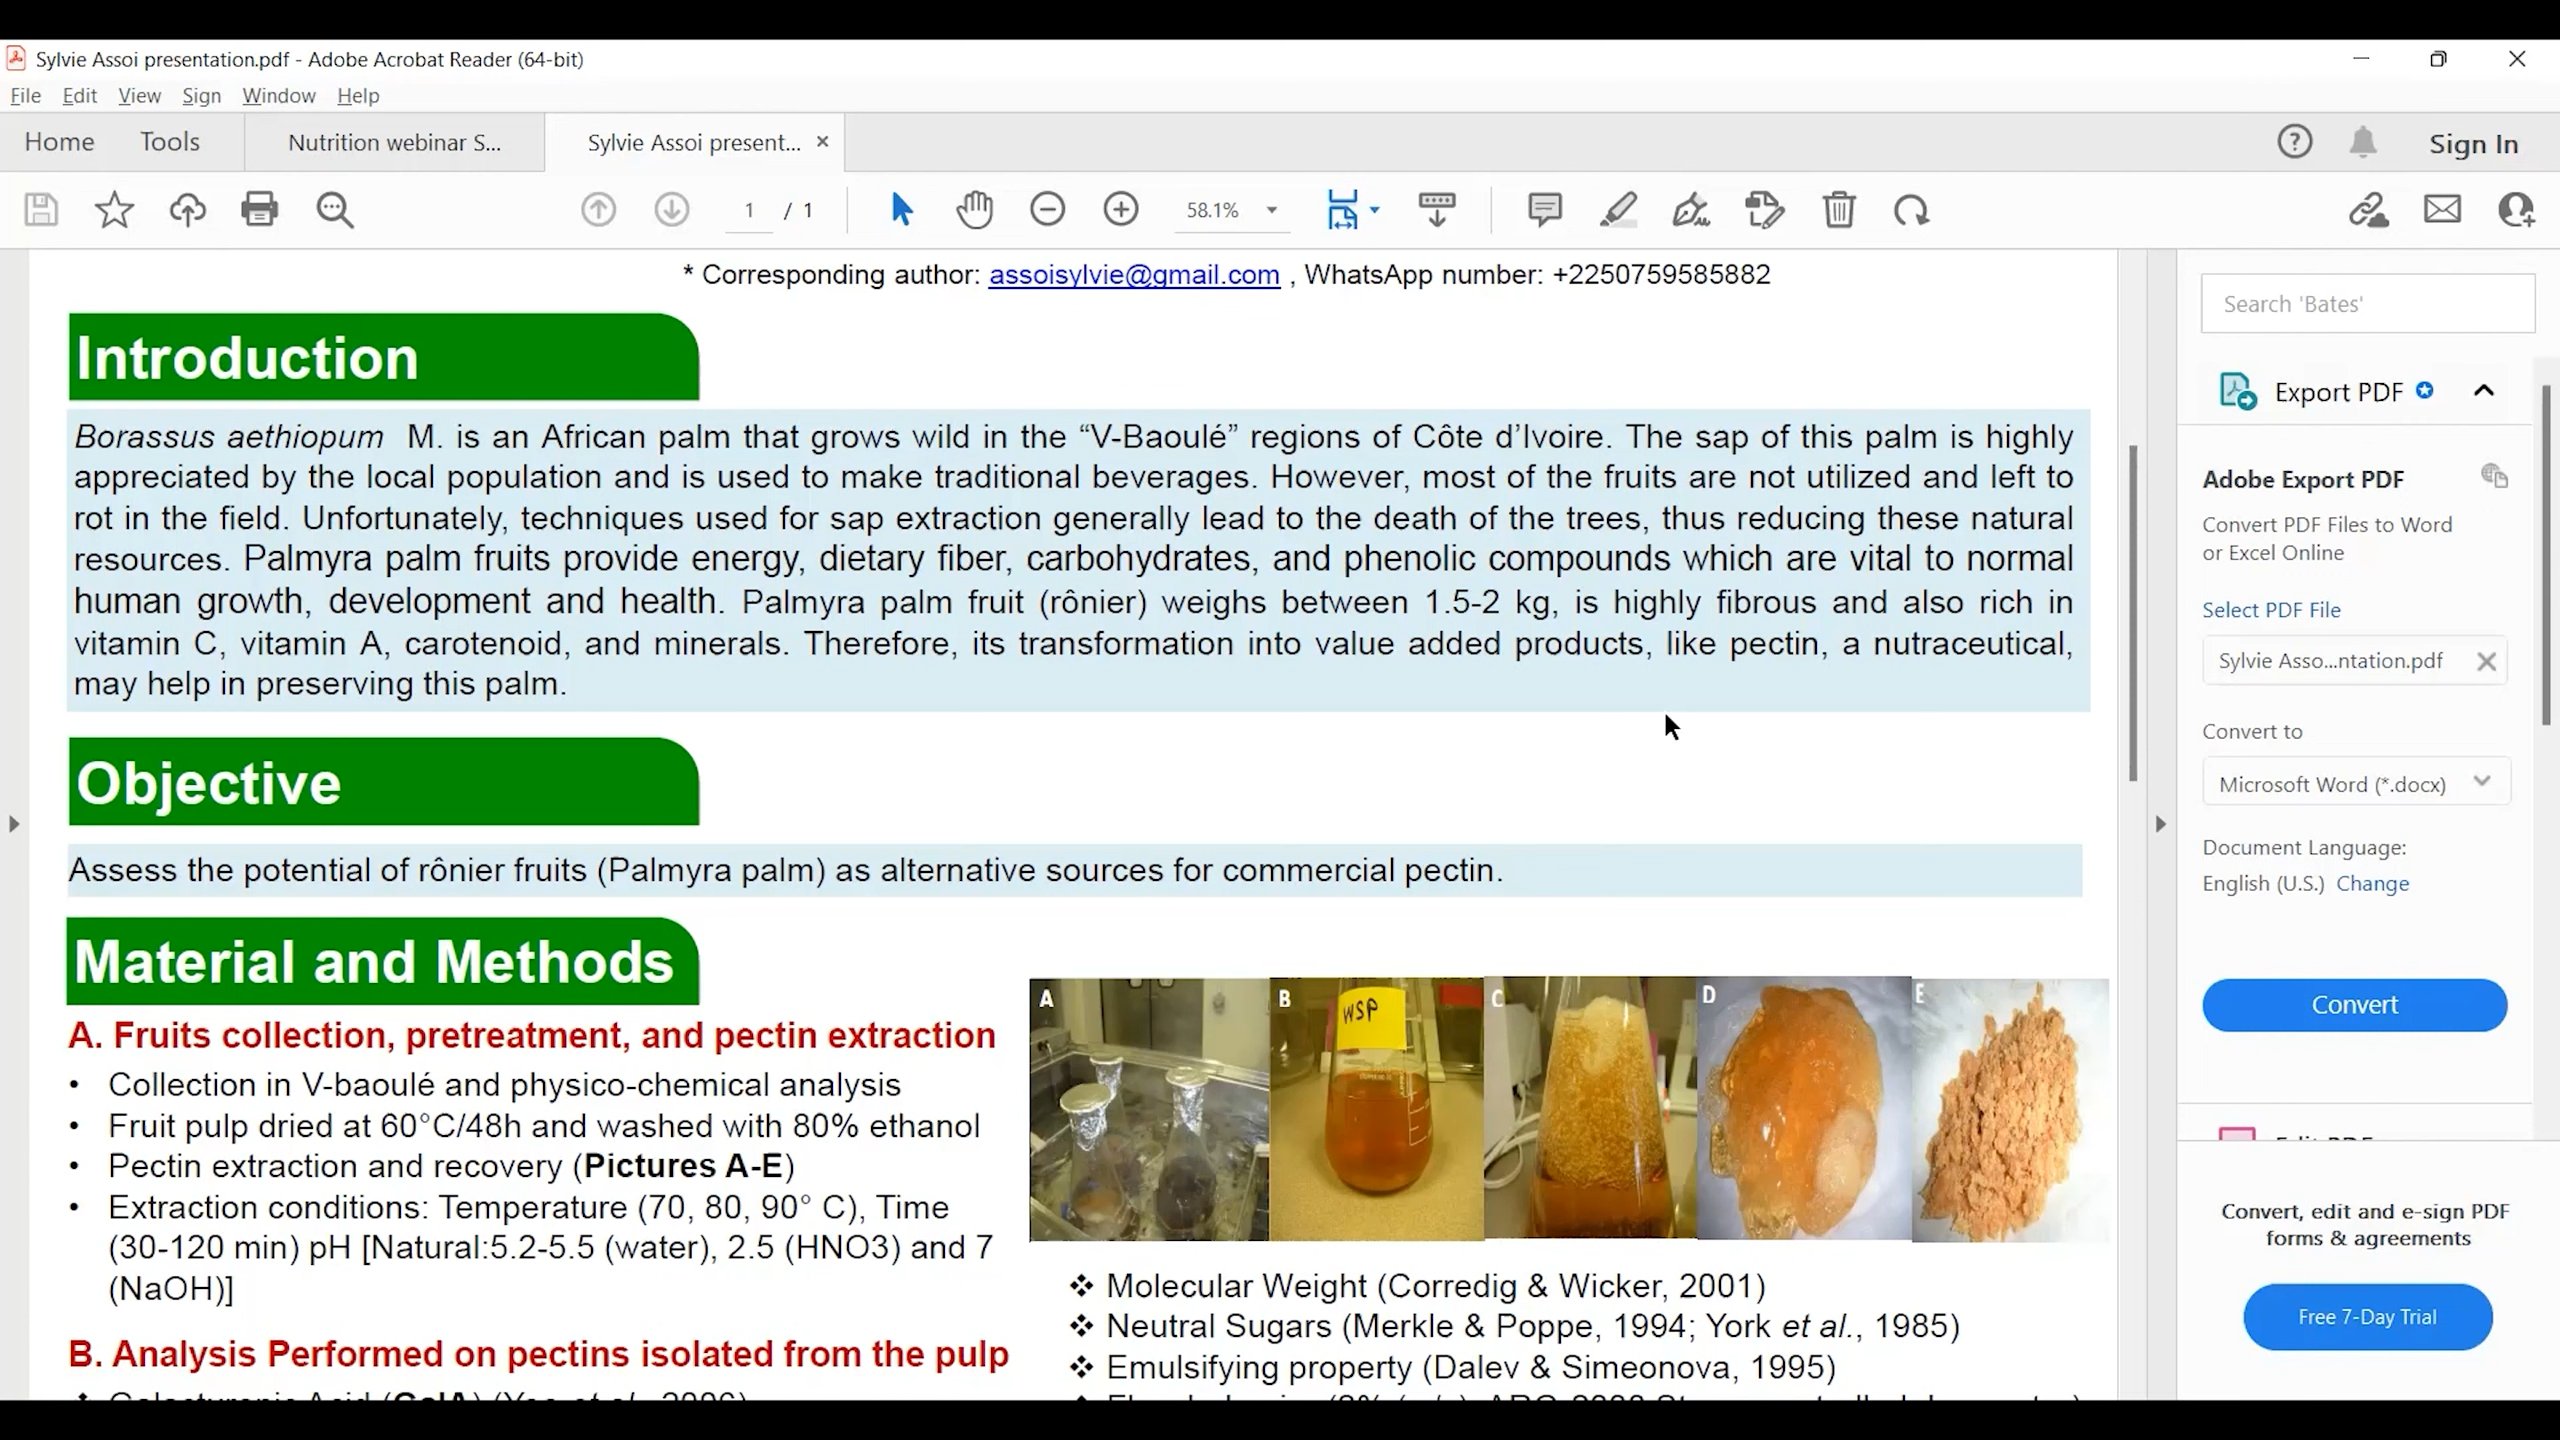 Sylvie Assoi presentation.pdf - Adobe Acrobat Reader (64-bit)
File Edit View Sign Window Help
Home Tools Nutrition webinar S... Sylvie Assoi present... Sign In
1 / 1 58.1%
* Corresponding author: assoisylvie@gmail.com , WhatsApp number: +2250759585882
Introduction
Borassus aethiopum M. is an African palm that grows wild in the “V-Baoulé” regions of Côte d’Ivoire. The sap of this palm is highly
appreciated by the local population and is used to make traditional beverages. However, most of the fruits are not utilized and left to
rot in the field. Unfortunately, techniques used for sap extraction generally lead to the death of the trees, thus reducing these natural
resources. Palmyra palm fruits provide energy, dietary fiber, carbohydrates, and phenolic compounds which are vital to normal
human growth, development and health. Palmyra palm fruit (rônier) weighs between 1.5-2 kg, is highly fibrous and also rich in
vitamin C, vitamin A, carotenoid, and minerals. Therefore, its transformation into value added products, like pectin, a nutraceutical,
may help in preserving this palm.
Objective
Assess the potential of rônier fruits (Palmyra palm) as alternative sources for commercial pectin.
Material and Methods
A. Fruits collection, pretreatment, and pectin extraction
• Collection in V-baoulé and physico-chemical analysis
• Fruit pulp dried at 60°C/48h and washed with 80% ethanol
• Pectin extraction and recovery (Pictures A-E)
• Extraction conditions: Temperature (70, 80, 90° C), Time
(30-120 min) pH [Natural:5.2-5.5 (water), 2.5 (HNO3) and 7
(NaOH)]
B. Analysis Performed on pectins isolated from the pulp
A B C D E
WSP
❖ Molecular Weight (Corredig & Wicker, 2001)
❖ Neutral Sugars (Merkle & Poppe, 1994; York et al., 1985)
❖ Emulsifying property (Dalev & Simeonova, 1995)
Search 'Bates'
Export PDF
Adobe Export PDF
Convert PDF Files to Word
or Excel Online
Select PDF File
Sylvie Asso...ntation.pdf
Convert to
Microsoft Word (*.docx)
Document Language:
English (U.S.) Change
Convert
Convert, edit and e-sign PDF
forms & agreements
Free 7-Day Trial